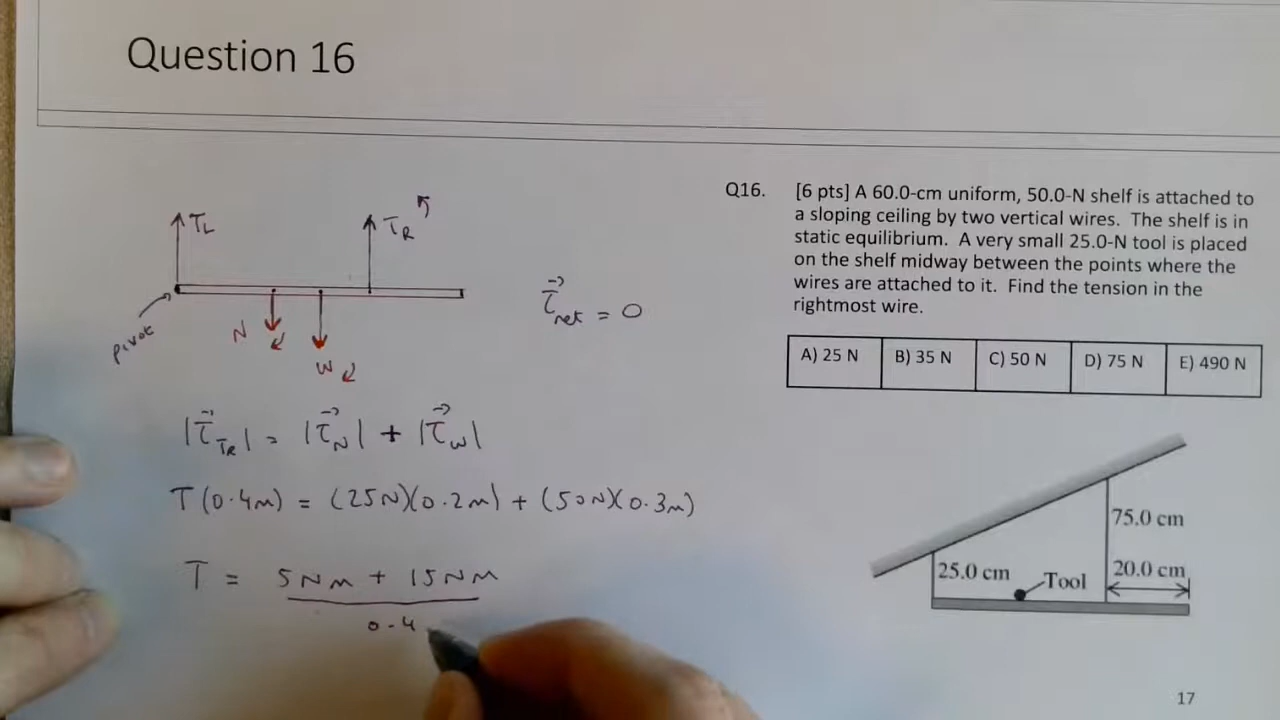 Question 16
T_L
T_R
pivot
N
W
τ⃗_net = 0
|τ⃗_TR| = |τ⃗_N| + |τ⃗_W|
T(0.4m) = (25N)(0.2m) + (50N)(0.3m)
T = 5Nm + 15Nm
0.4
Q16. [6 pts] A 60.0-cm uniform, 50.0-N shelf is attached to
a sloping ceiling by two vertical wires. The shelf is in
static equilibrium. A very small 25.0-N tool is placed
on the shelf midway between the points where the
wires are attached to it. Find the tension in the
rightmost wire.
A) 25 N B) 35 N C) 50 N D) 75 N E) 490 N
75.0 cm
25.0 cm Tool 20.0 cm
17